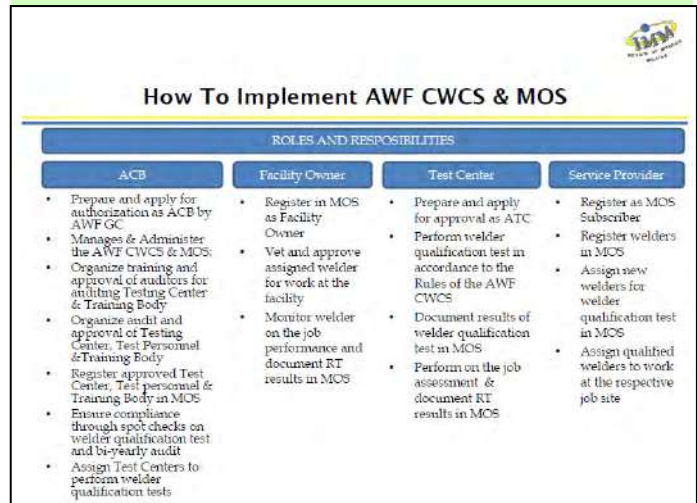 IMM
How To Implement AWF CWCS & MOS
ROLES AND RESPOSIBILITIES
ACB
• Prepare and apply for
authorization as ACB by
AWF GC
• Manages & Administer
the AWF CWCS & MOS:
• Organize training and
approval of auditors for
auditing Testing Center
& Training Body
• Organize audit and
approval of Testing
Center, Test Personnel
&Training Body
• Register approved Test
Center, Test personnel &
Training Body in MOS
• Ensure compliance
through spot checks on
welder qualification test
and bi-yearly audit
• Assign Test Centers to
perform welder
qualification tests
Facility Owner
• Register in MOS
as Facility
Owner
• Vet and approve
assigned welder
for work at the
facility
• Monitor welder
on the job
performance and
document RT
results in MOS
Test Center
• Prepare and apply
for approval as ATC
• Perform welder
qualification test in
accordance to the
Rules of the AWF
CWCS
• Document results of
welder qualification
test in MOS
• Perform on the job
assessment &
document RT
results in MOS
Service Provider
• Register as MOS
Subscriber
• Register welders
in MOS
• Assign new
welders for
welder
qualification test
in MOS
• Assign qualified
welders to work
at the respective
job site